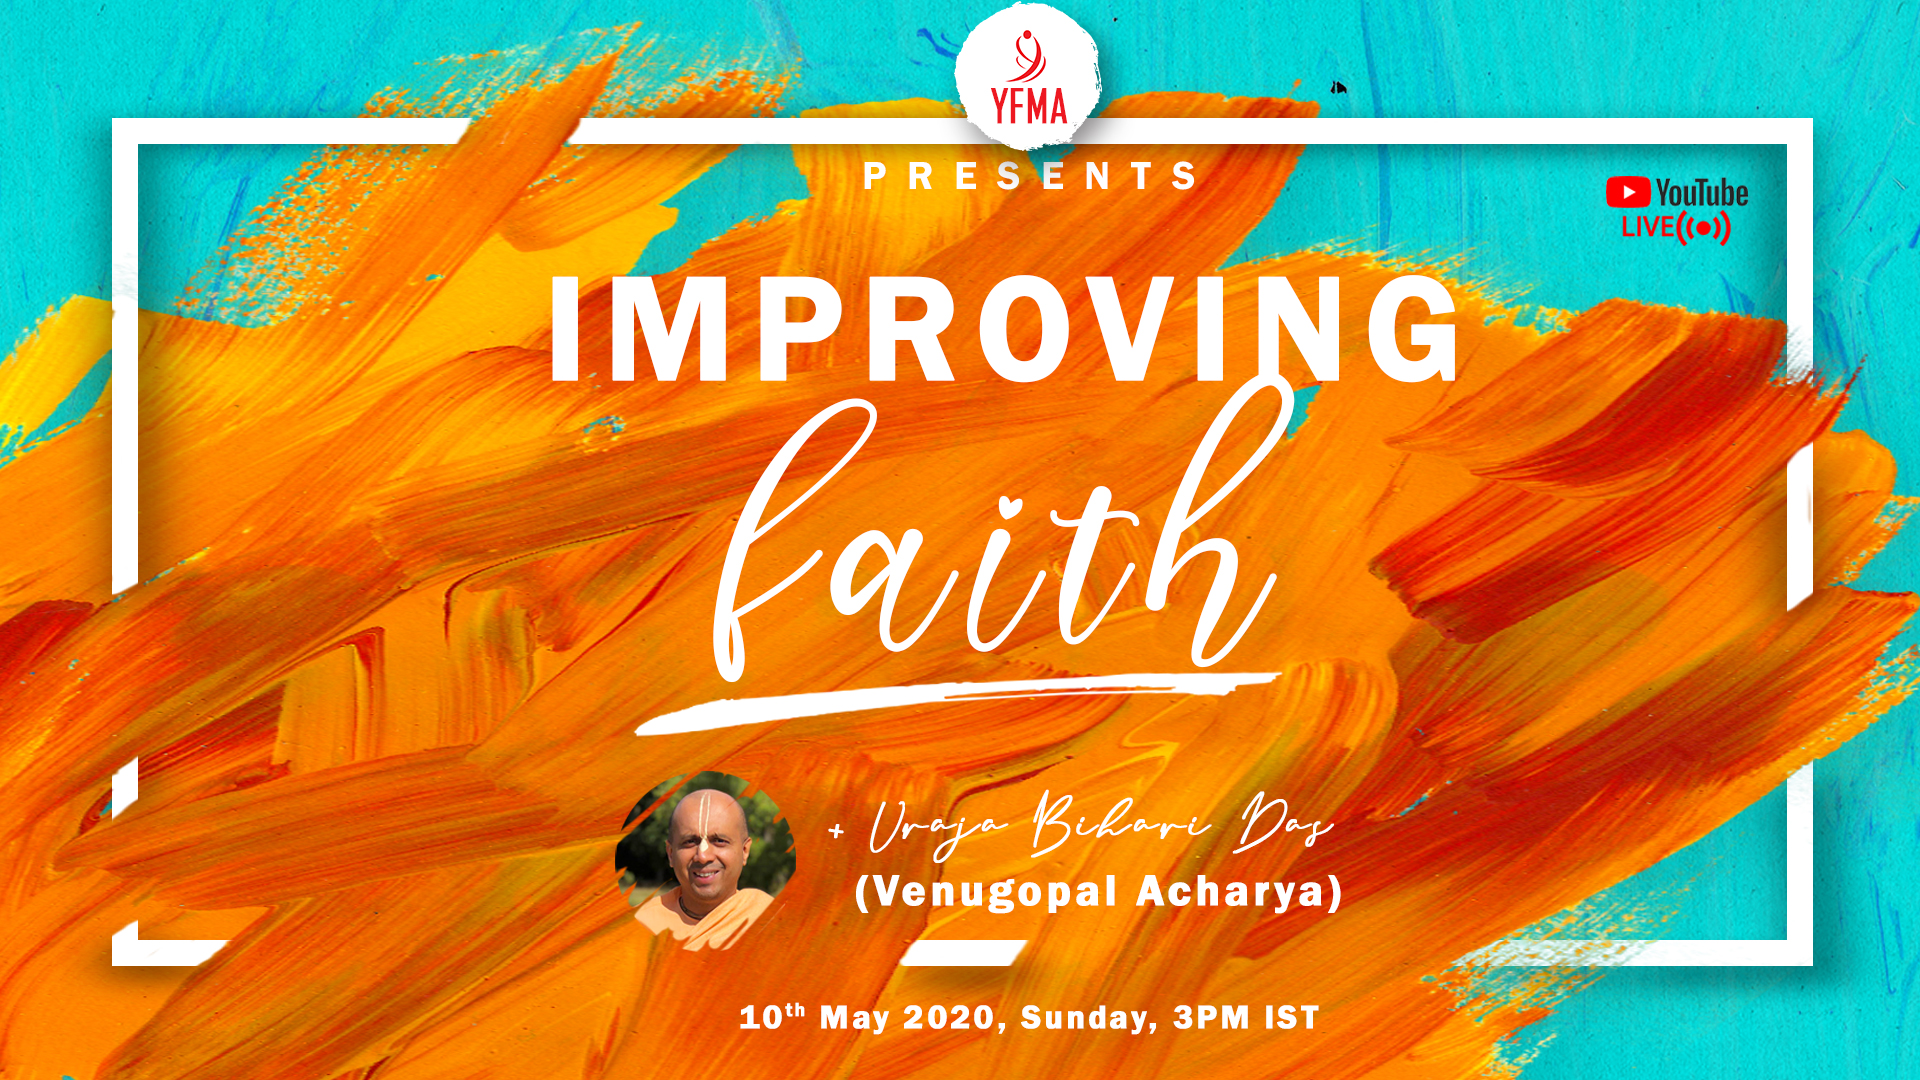 YFMA
PRESENTS
YouTube
LIVE
IMPROVING
faith
+ Vraja Bihari Das
(Venugopal Acharya)
10th May 2020, Sunday, 3PM IST